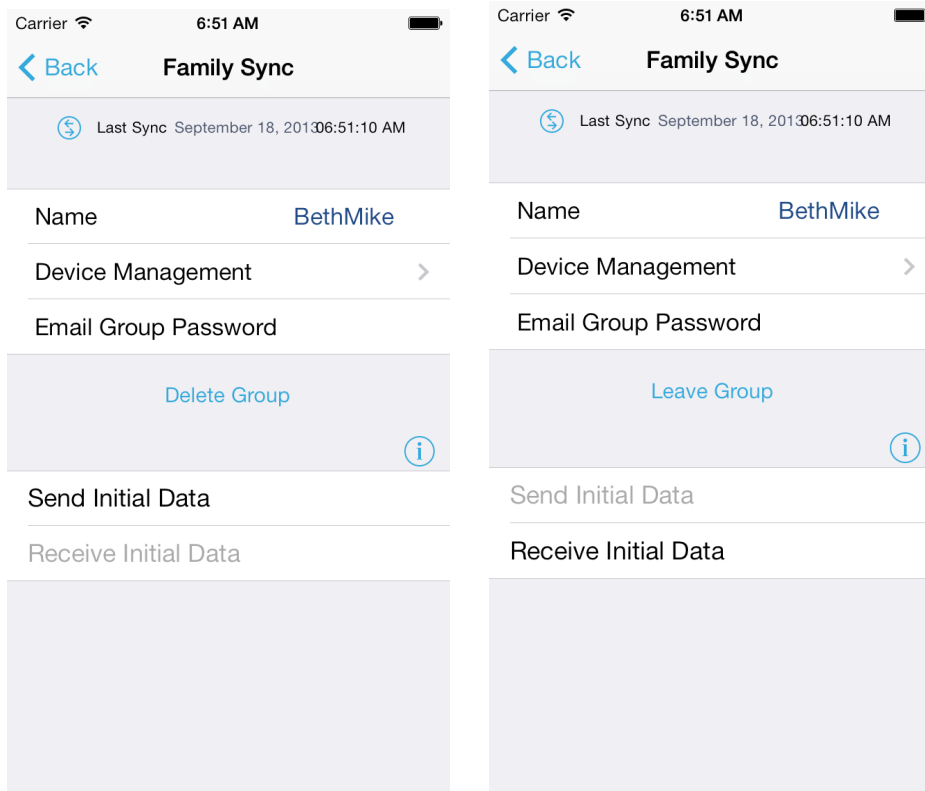 Carrier 6:51 AM
Back Family Sync
Last Sync September 18, 2013 06:51:10 AM
Name BethMike
Device Management
Email Group Password
Delete Group
i
Send Initial Data
Receive Initial Data
Carrier 6:51 AM
Back Family Sync
Last Sync September 18, 2013 06:51:10 AM
Name BethMike
Device Management
Email Group Password
Leave Group
i
Send Initial Data
Receive Initial Data